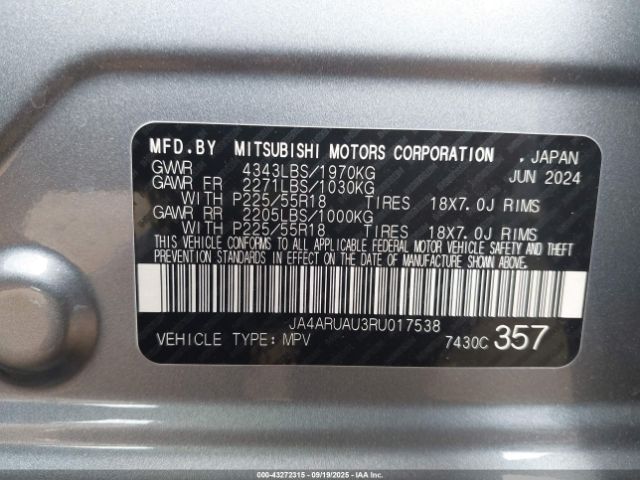 MFD.BY MITSUBISHI MOTORS CORPORATION , JAPAN
GVWR 4343LBS/1970KG JUN 2024
GAWR FR 2271LBS/1030KG
WITH P225/55R18 TIRES 18X7.0J RIMS
GAWR RR 2205LBS/1000KG
WITH P225/55R18 TIRES 18X7.0J RIMS
THIS VEHICLE CONFORMS TO ALL APPLICABLE FEDERAL MOTOR VEHICLE SAFETY AND THEFT
PREVENTION STANDARDS IN EFFECT ON THE DATE OF MANUFACTURE SHOWN ABOVE.
JA4ARUAU3RU017538
VEHICLE TYPE: MPV 7430C 357
000-43272315 - 09/19/2025 - IAAI.COM